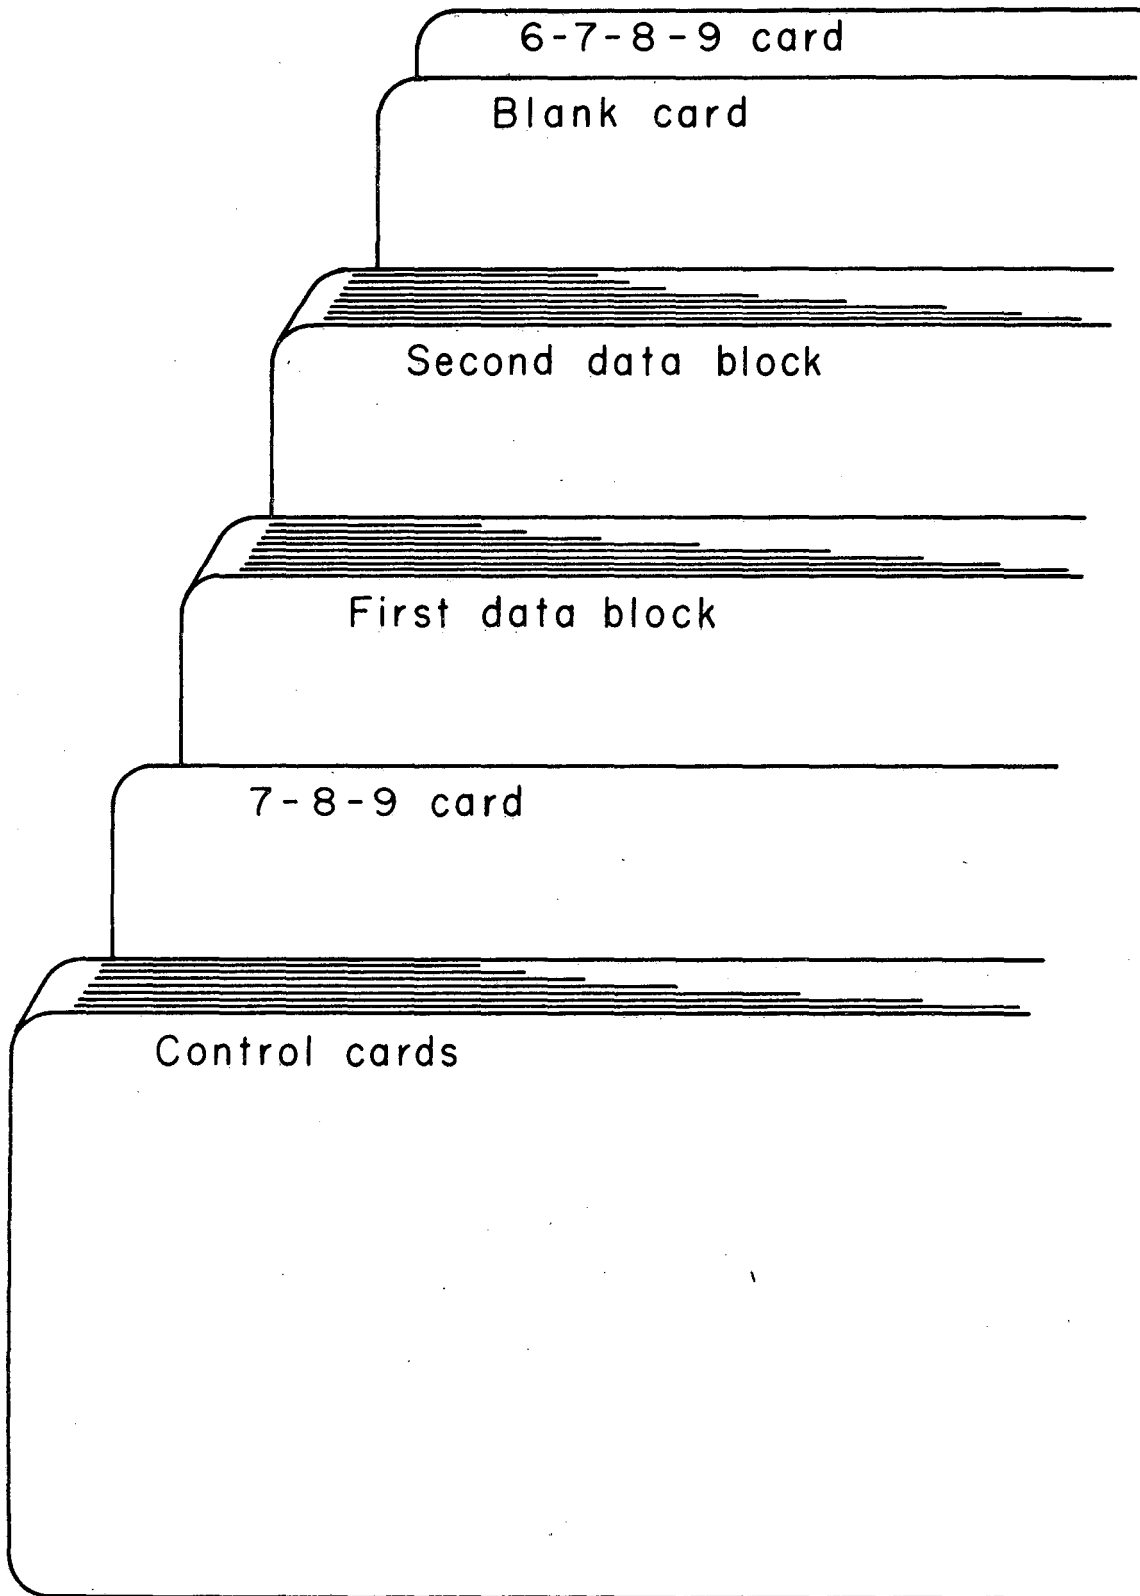 6-7-8-9 card
Blank card
Second data block
First data block
7-8-9 card
Control cards